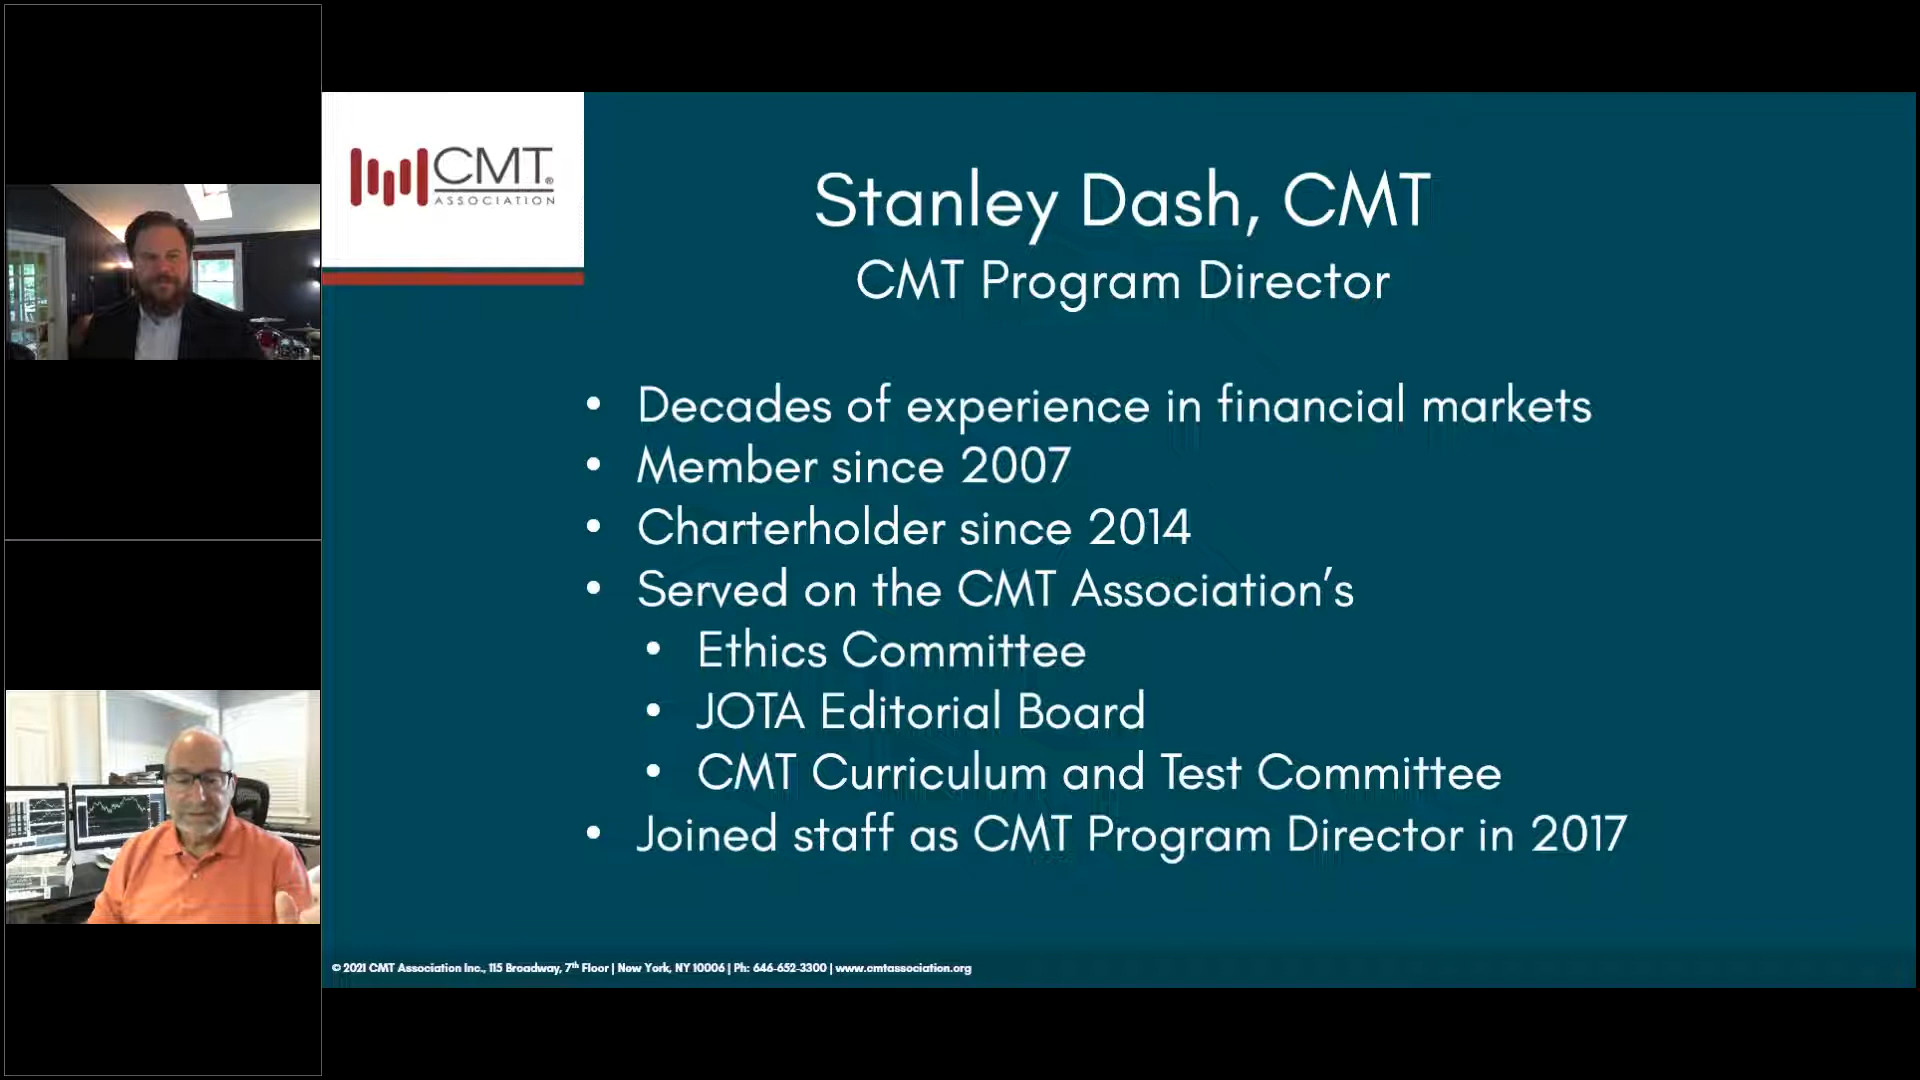 CMT®
ASSOCIATION
Stanley Dash, CMT
CMT Program Director
• Decades of experience in financial markets
• Member since 2007
• Charterholder since 2014
• Served on the CMT Association’s
• Ethics Committee
• JOTA Editorial Board
• CMT Curriculum and Test Committee
• Joined staff as CMT Program Director in 2017
© 2021 CMT Association Inc., 115 Broadway, 7th Floor | New York, NY 10006 | Ph: 646-652-3300 | www.cmtassociation.org